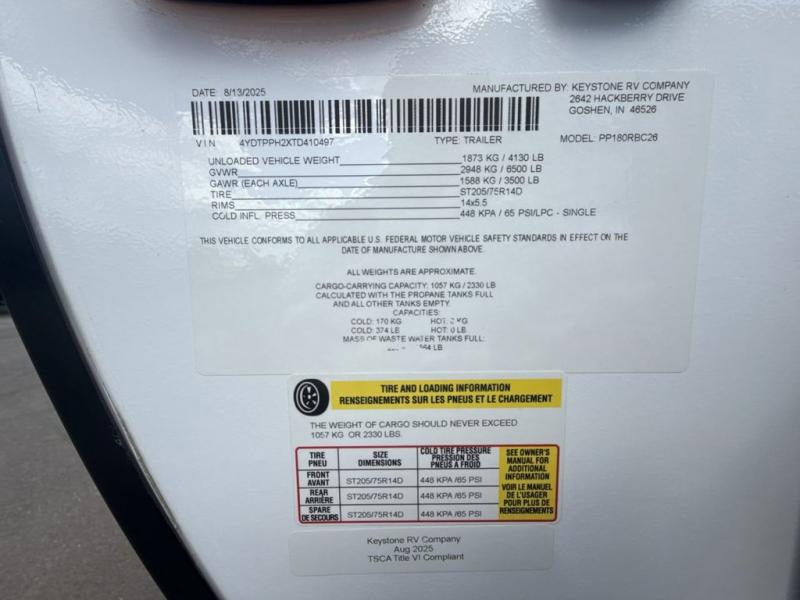 DATE: 8/13/2025
MANUFACTURED BY: KEYSTONE RV COMPANY
2642 HACKBERRY DRIVE
GOSHEN, IN 46526
VIN 4YDTPPH2XTD410497 TYPE: TRAILER MODEL: PP180RBC26
UNLOADED VEHICLE WEIGHT 1873 KG / 4130 LB
GVWR 2948 KG / 6500 LB
GAWR (EACH AXLE) 1588 KG / 3500 LB
TIRE ST205/75R14D
RIMS 14x5.5
COLD INFL. PRESS 448 KPA / 65 PSI/LPC - SINGLE
THIS VEHICLE CONFORMS TO ALL APPLICABLE U.S. FEDERAL MOTOR VEHICLE SAFETY STANDARDS IN EFFECT ON THE
DATE OF MANUFACTURE SHOWN ABOVE.
ALL WEIGHTS ARE APPROXIMATE.
CARGO-CARRYING CAPACITY: 1057 KG / 2330 LB
CALCULATED WITH THE PROPANE TANKS FULL
AND ALL OTHER TANKS EMPTY.
CAPACITIES:
COLD: 170 KG HOT: KG
COLD: 374 LB HOT: 0 LB
MASS OF WASTE WATER TANKS FULL:
LB
TIRE AND LOADING INFORMATION
RENSEIGNEMENTS SUR LES PNEUS ET LE CHARGEMENT
THE WEIGHT OF CARGO SHOULD NEVER EXCEED
1057 KG OR 2330 LBS.
TIRE
PNEU
SIZE
DIMENSIONS
COLD TIRE PRESSURE
PRESSION DES
PNEUS A FROID
FRONT
AVANT
ST205/75R14D
448 KPA /65 PSI
REAR
ARRIÈRE
ST205/75R14D
448 KPA /65 PSI
SPARE
DE SECOURS
ST205/75R14D
448 KPA /65 PSI
SEE OWNER'S
MANUAL FOR
ADDITIONAL
INFORMATION
VOIR LE MANUEL
DE L'USAGER
POUR PLUS DE
RENSEIGNEMENTS
Keystone RV Company
Aug 2025
TSCA Title VI Compliant